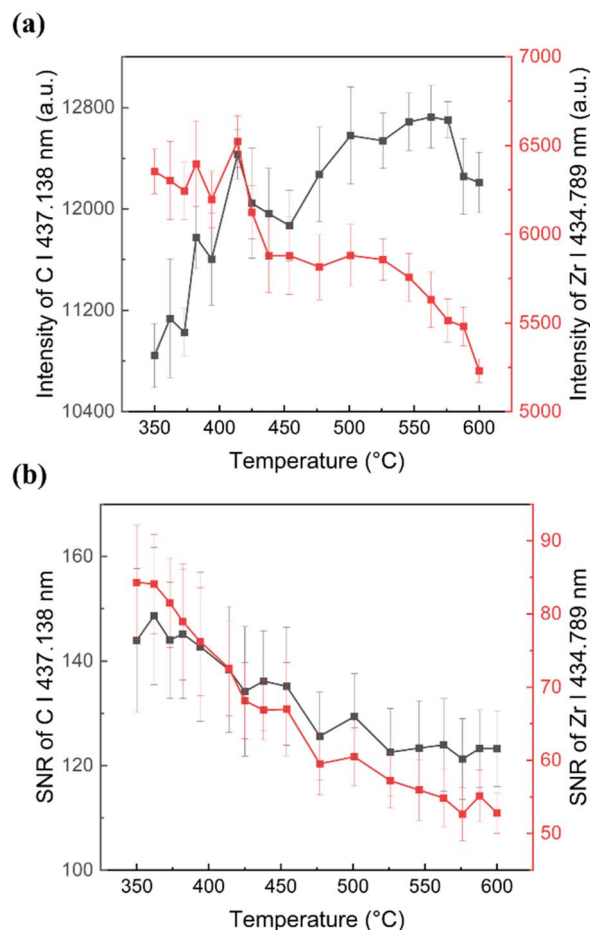 (a)
Intensity of C I 437.138 nm (a.u.)
12800
12000
11200
10400
7000
6500
6000
5500
5000
Intensity of Zr I 434.789 nm (a.u.)
350 400 450 500 550 600
Temperature (°C)
(b)
SNR of C I 437.138 nm
160
140
120
100
90
80
70
60
50
SNR of Zr I 434.789 nm
350 400 450 500 550 600
Temperature (°C)